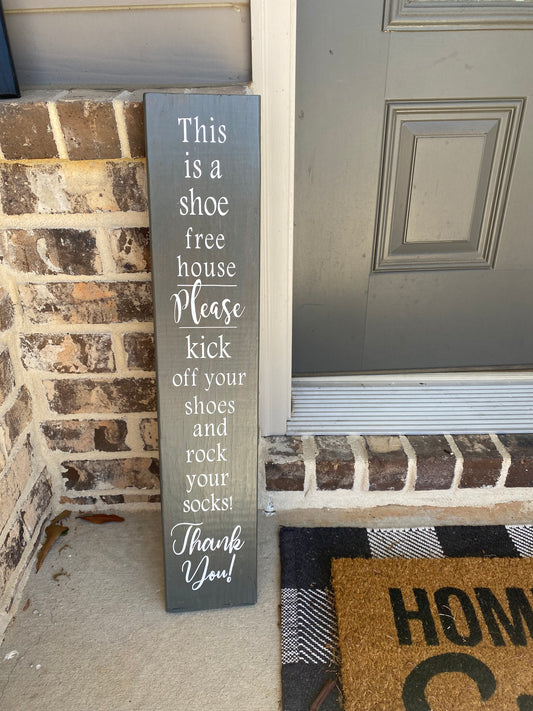 This
is a
shoe
free
house
Please
kick
off your
shoes
and
rock
your
socks!
Thank
You!
HOM